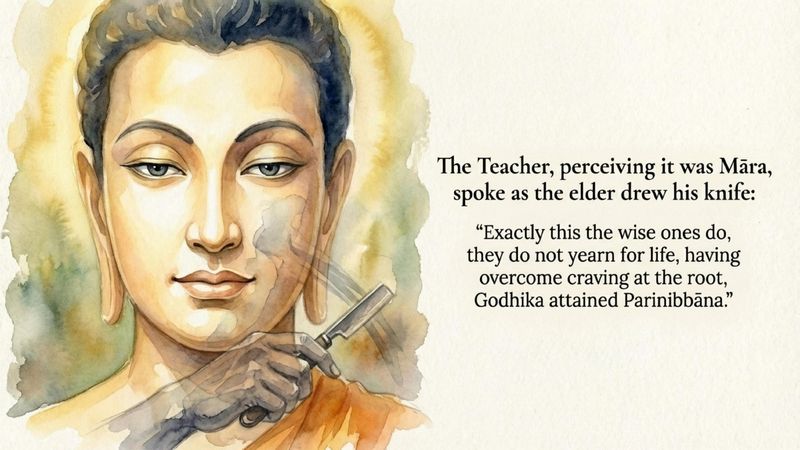 The Teacher, perceiving it was Māra,
spoke as the elder drew his knife:
“Exactly this the wise ones do,
they do not yearn for life, having
overcome craving at the root,
Godhika attained Parinibbāna.”